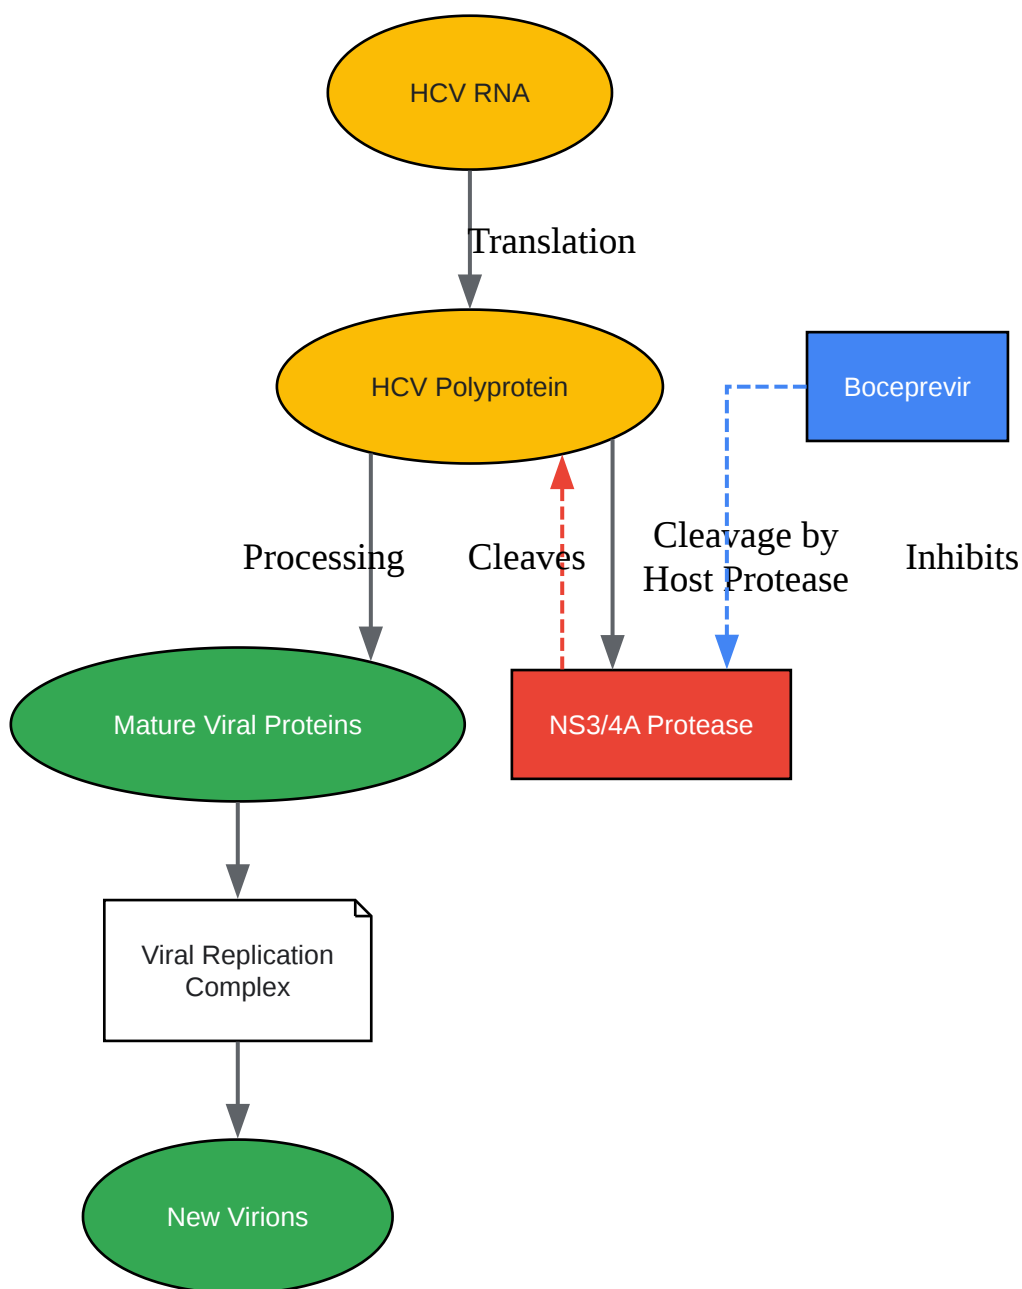 HCV RNA
Translation
HCV Polyprotein
Boceprevir
Processing
Cleaves
Cleavage by
Host Protease
Inhibits
Mature Viral Proteins
NS3/4A Protease
Viral Replication
Complex
New Virions